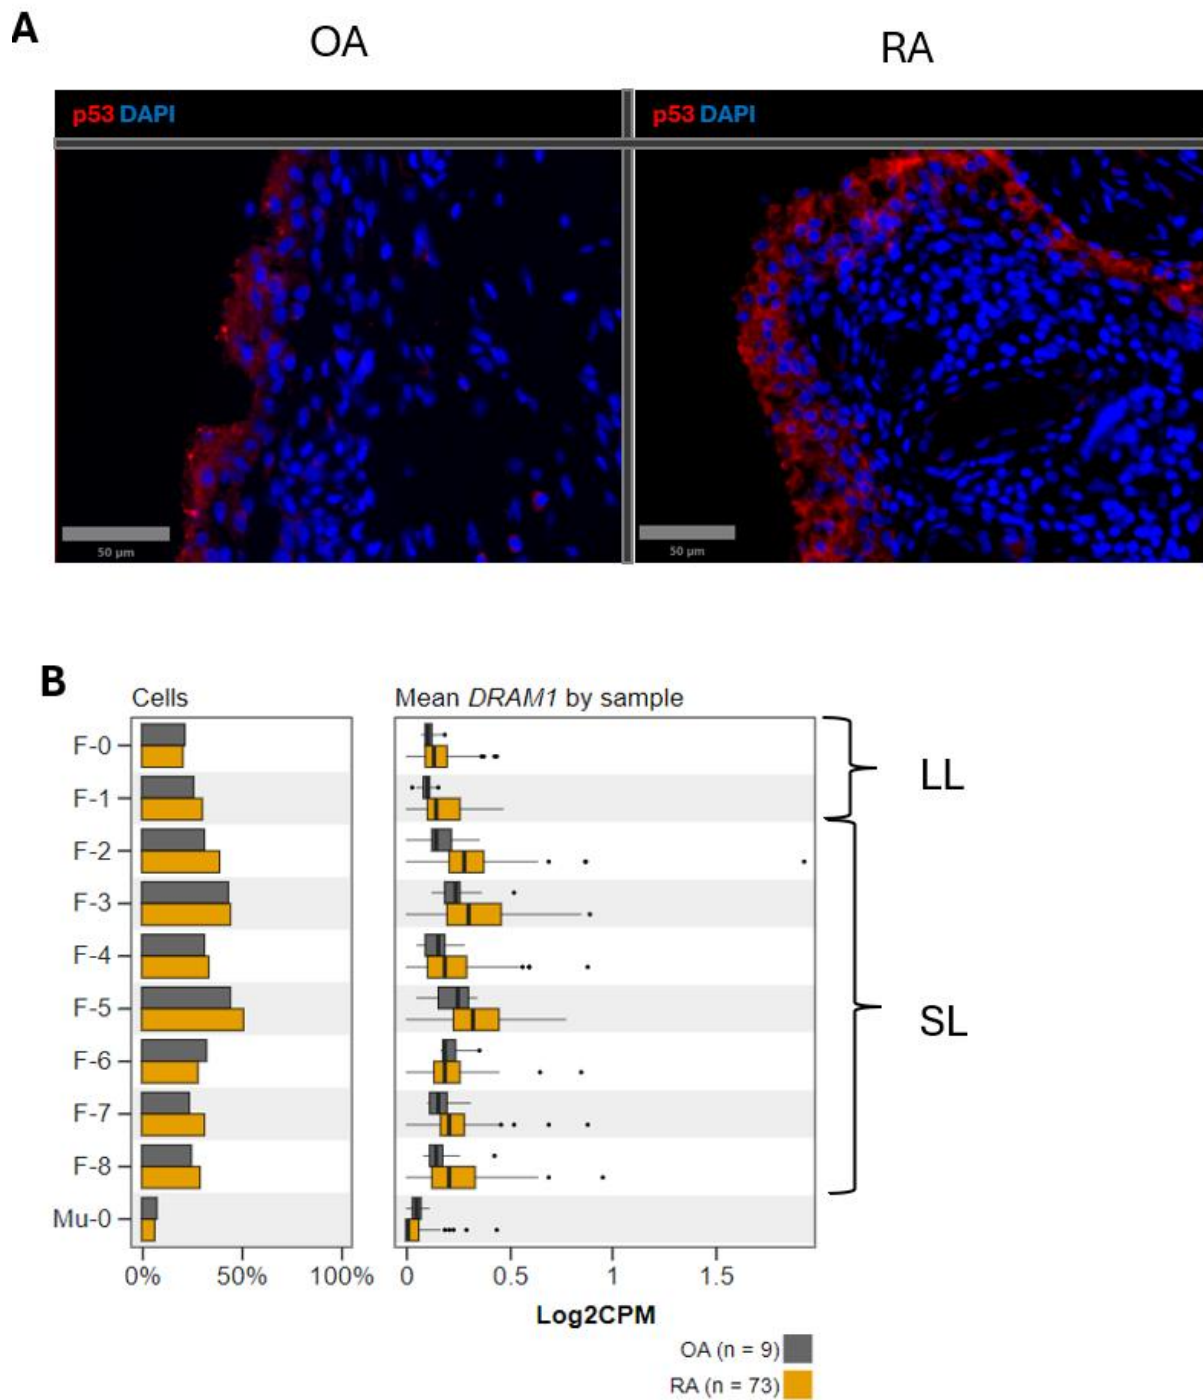 A
OA
RA
p53 DAPI
p53 DAPI
50 µm
50 µm
B
Cells
Mean DRAM1 by sample
F-0
F-1
F-2
F-3
F-4
F-5
F-6
F-7
F-8
Mu-0
LL
SL
0% 50% 100%
0 0.5 1 1.5
Log2CPM
OA (n = 9)
RA (n = 73)